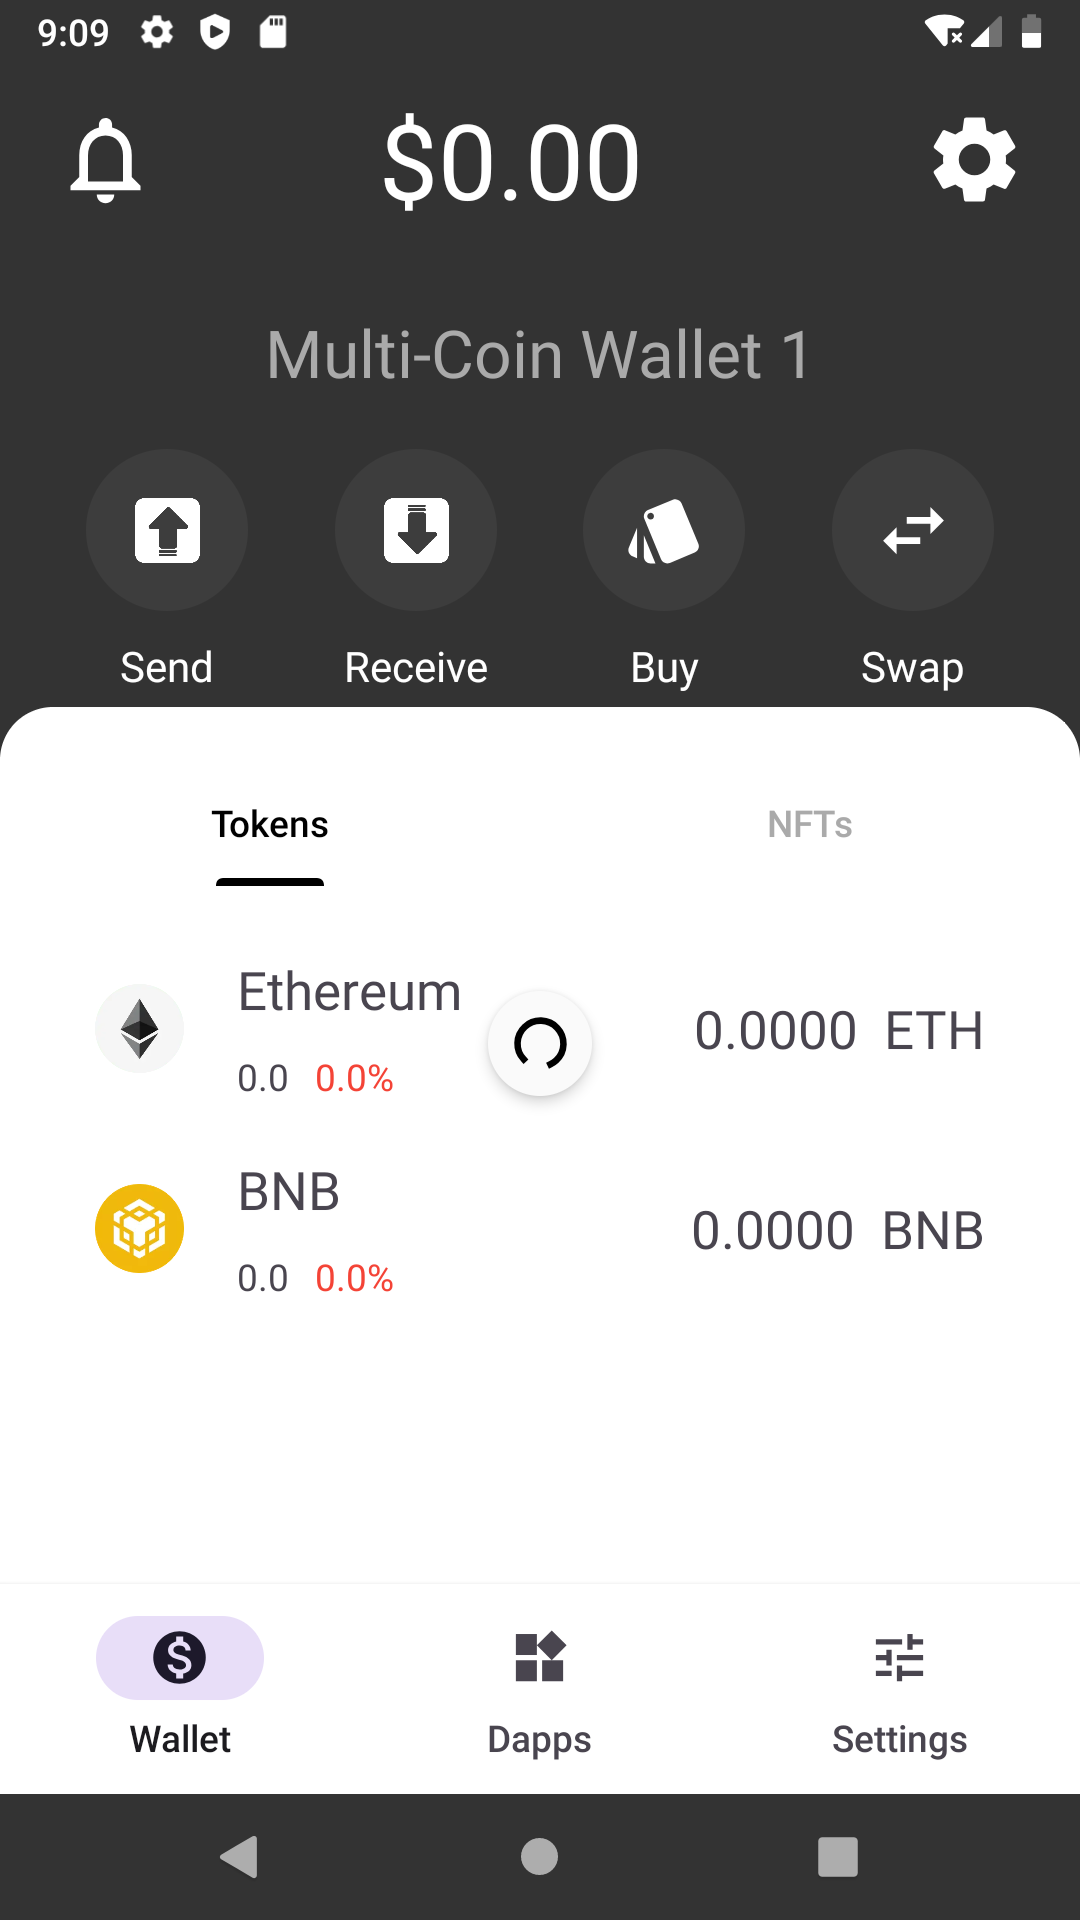 9:09
$0.00
Multi-Coin Wallet 1
Send Receive Buy Swap
Tokens NFTs
Ethereum
0.0000 ETH
0.0 0.0%
BNB
0.0000 BNB
0.0 0.0%
Wallet Dapps Settings